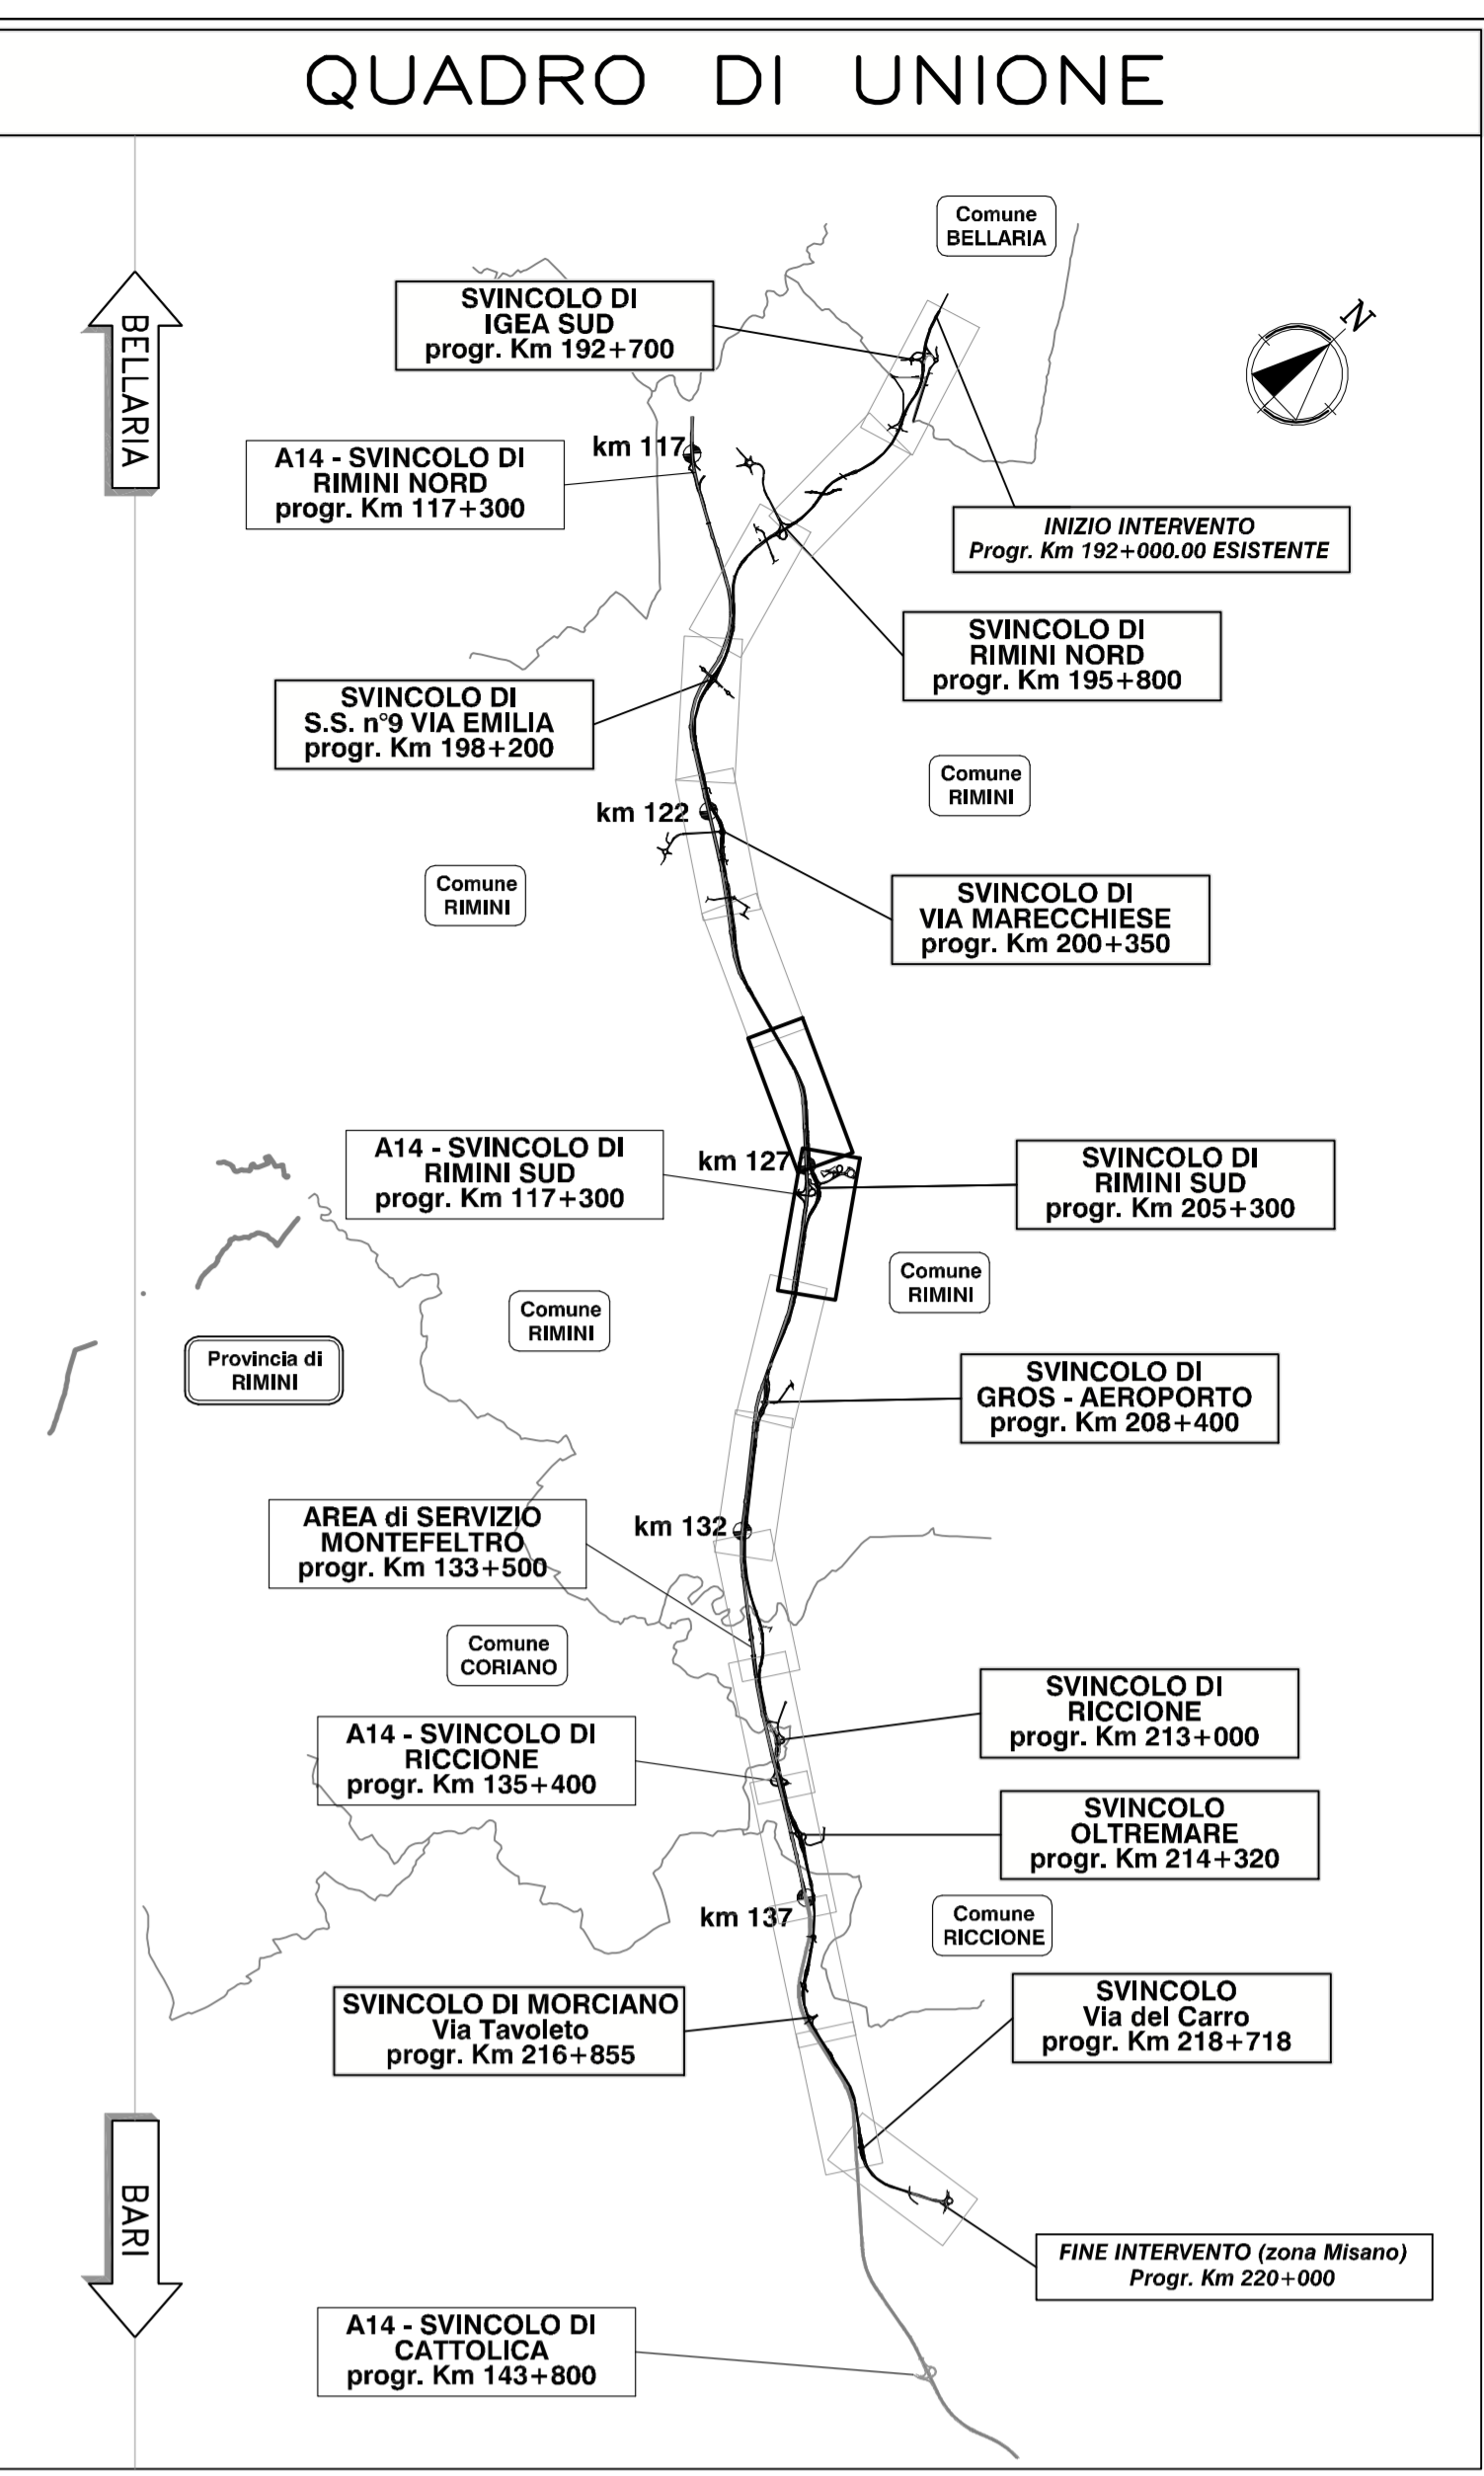 QUADRO DI UNIONE
Comune
BELLARIA
BELLARIA
SVINCOLO DI
IGEA SUD
progr. Km 192+700
N
A14 - SVINCOLO DI
RIMINI NORD
progr. Km 117+300
km 117
INIZIO INTERVENTO
Progr. Km 192+000.00 ESISTENTE
SVINCOLO DI
RIMINI NORD
progr. Km 195+800
SVINCOLO DI
S.S. n°9 VIA EMILIA
progr. Km 198+200
Comune
RIMINI
km 122
Comune
RIMINI
SVINCOLO DI
VIA MARECCHIESE
progr. Km 200+350
A14 - SVINCOLO DI
RIMINI SUD
progr. Km 117+300
km 127
SVINCOLO DI
RIMINI SUD
progr. Km 205+300
Comune
RIMINI
Comune
RIMINI
Provincia di
RIMINI
SVINCOLO DI
GROS - AEROPORTO
progr. Km 208+400
AREA di SERVIZIO
MONTEFELTRO
progr. Km 133+500
km 132
Comune
CORIANO
SVINCOLO DI
RICCIONE
progr. Km 213+000
A14 - SVINCOLO DI
RICCIONE
progr. Km 135+400
SVINCOLO
OLTREMARE
progr. Km 214+320
km 137
Comune
RICCIONE
SVINCOLO DI MORCIANO
Via Tavoleto
progr. Km 216+855
SVINCOLO
Via del Carro
progr. Km 218+718
BARI
FINE INTERVENTO (zona Misano)
Progr. Km 220+000
A14 - SVINCOLO DI
CATTOLICA
progr. Km 143+800